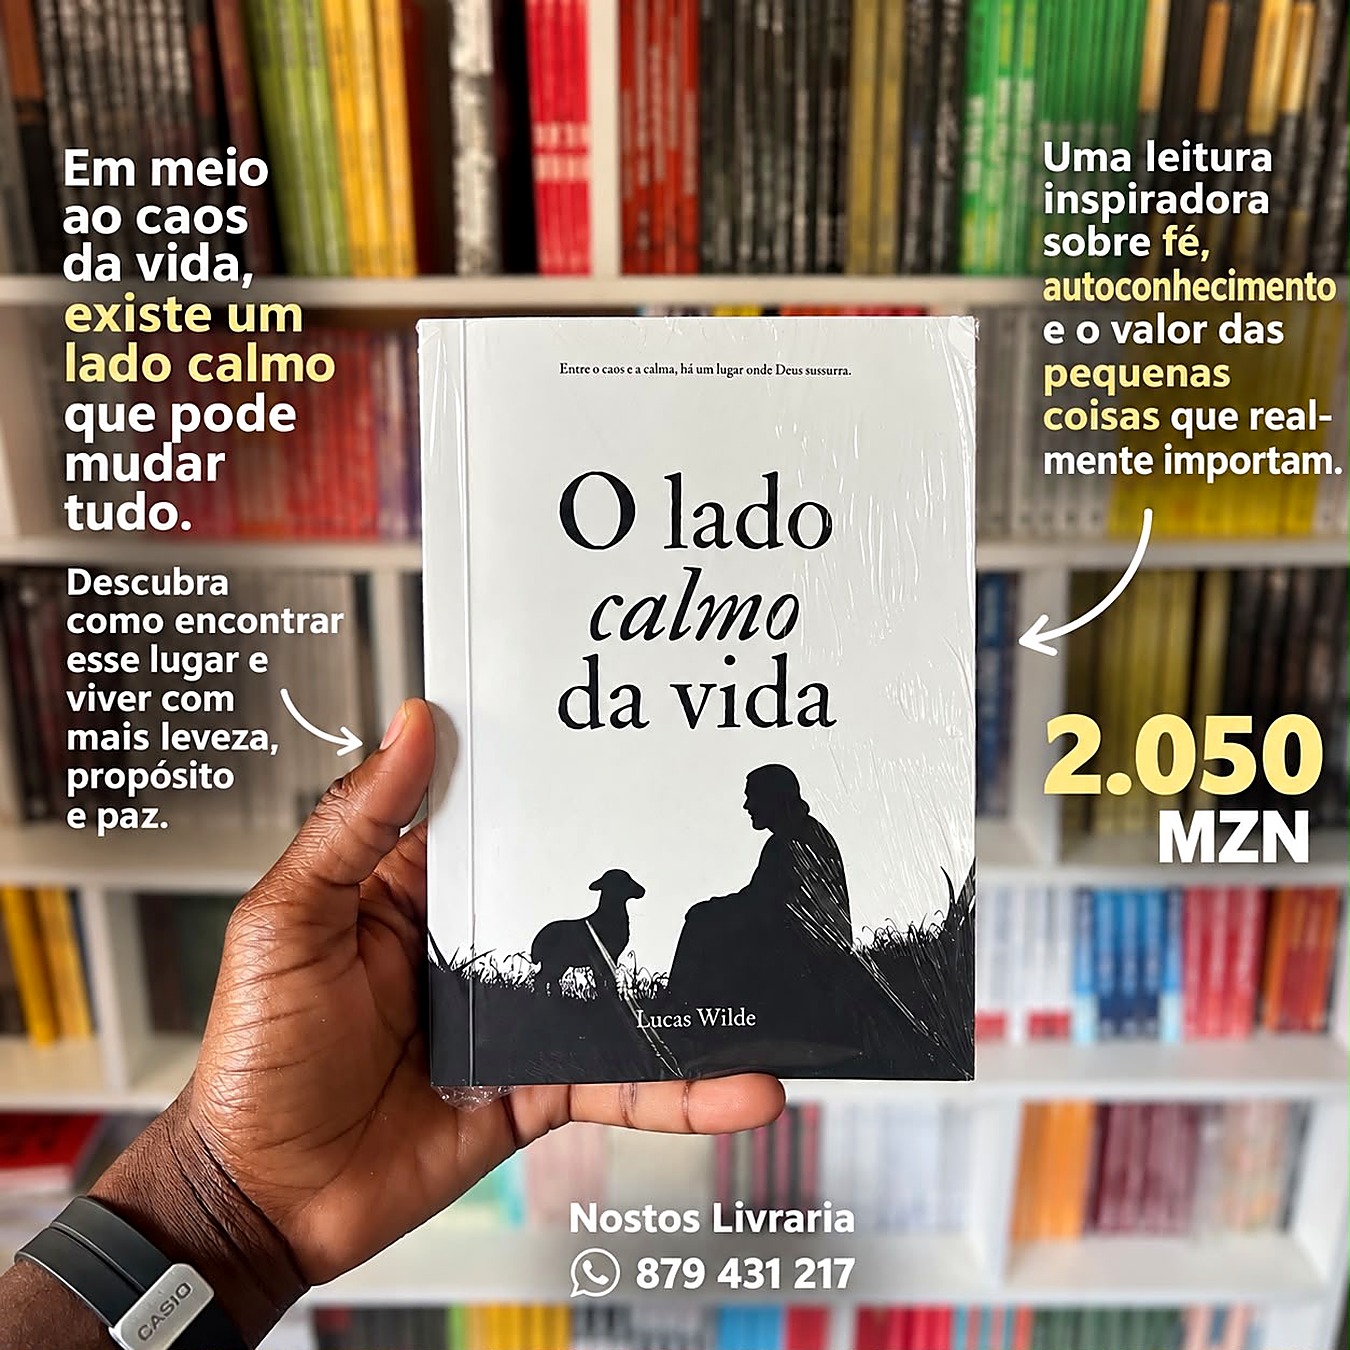 Em meio
ao caos
da vida,
existe um
lado calmo
que pode
mudar
tudo.
Descubra
como encontrar
esse lugar e
viver com
mais leveza,
propósito
e paz.
Uma leitura
inspiradora
sobre fé,
autoconhecimento
e o valor das
pequenas
coisas que real-
mente importam.
2.050
MZN
Entre o caos e a calma, há um lugar onde Deus sussurra.
O lado
calmo
da vida
Lucas Wilde
Nostos Livraria
879 431 217
CASIO